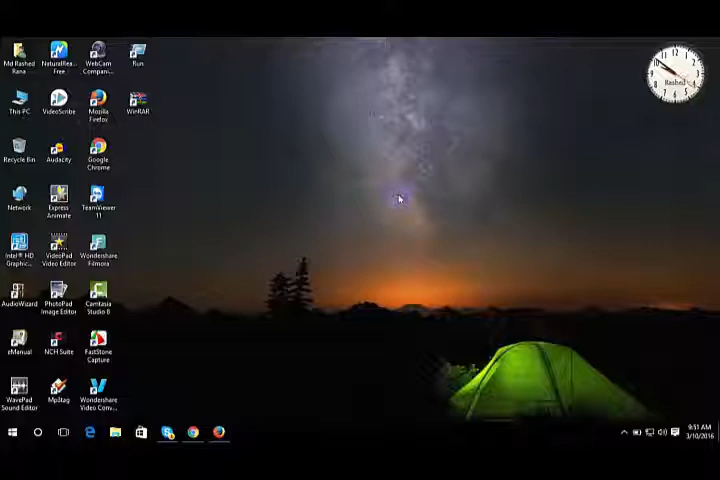 Md Rashed
Rana
NaturalRea...
Free
WebCam
Compani...
Run
This PC
VideoScribe
Mozilla
Firefox
WinRAR
Recycle Bin
Audacity
Google
Chrome
Network
Express
Animate
TeamViewer
11
Intel® HD
Graphic...
VideoPad
Video Editor
Wondershare
Filmora
AudioWizard
PhotoPad
Image Editor
Camtasia
Studio 8
eManual
NCH Suite
FastStone
Capture
WavePad
Sound Editor
Mp3tag
Wondershare
Video Conv...
Rashed
9:51 AM
3/10/2016